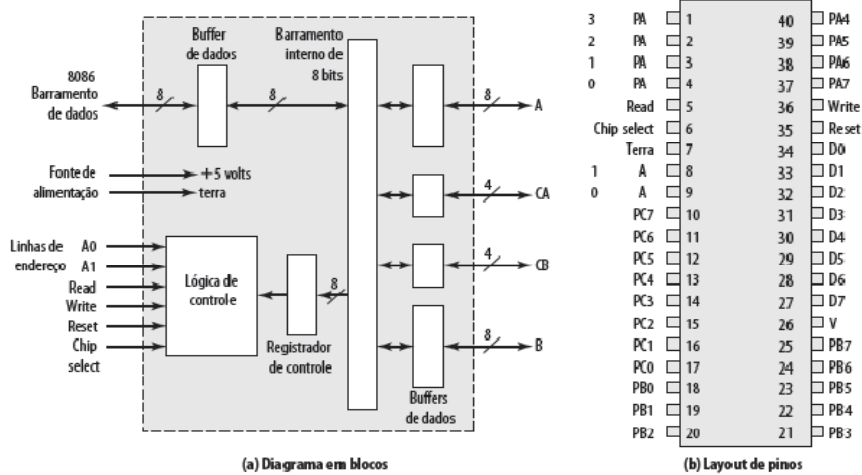 Buffer
de dados
Barramento
interno de
8 bits
8086
Barramento
de dados
8
8
8
A
Fonte de
alimentação
+5 volts
terra
4
CA
4
CB
Linhas de
endereço
A0
A1
Read
Write
Reset
Chip
select
Lógica de
controle
8
Registrador
de controle
8
B
Buffers
de dados
(a) Diagrama em blocos
3 PA 1 40 PA4
2 PA 2 39 PA5
1 PA 3 38 PA6
0 PA 4 37 PA7
Read 5 36 Write
Chip select 6 35 Reset
Terra 7 34 D0
1 A 8 33 D1
0 A 9 32 D2
PC7 10 31 D3
PC6 11 30 D4
PC5 12 29 D5
PC4 13 28 D6
PC3 14 27 D7
PC2 15 26 V
PC1 16 25 PB7
PC0 17 24 PB6
PB0 18 23 PB5
PB1 19 22 PB4
PB2 20 21 PB3
(b) Layout de pinos